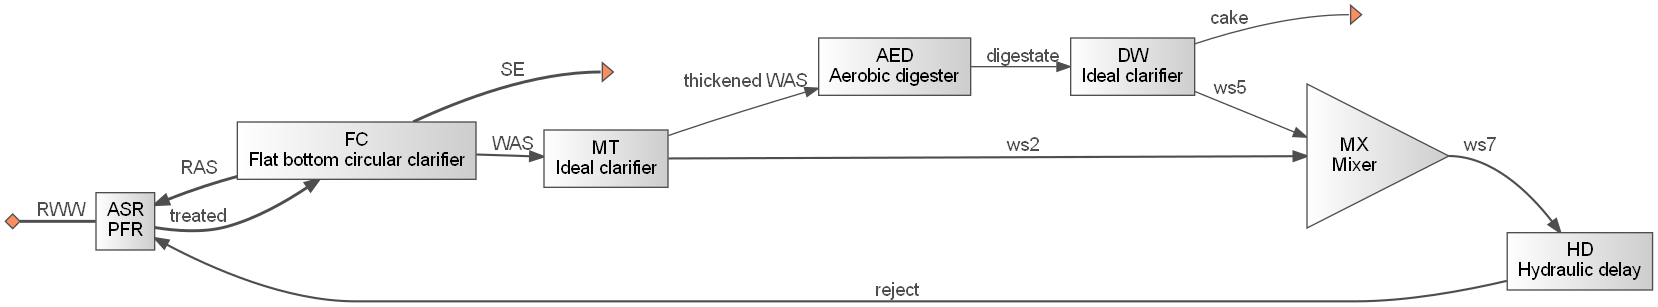 cake
AED
Aerobic digester
digestate
DW
Ideal clarifier
SE
thickened WAS
ws5
FC
Flat bottom circular clarifier
WAS
MT
Ideal clarifier
ws2
MX
Mixer
ws7
RAS
RWW
ASR
PFR
treated
HD
Hydraulic delay
reject